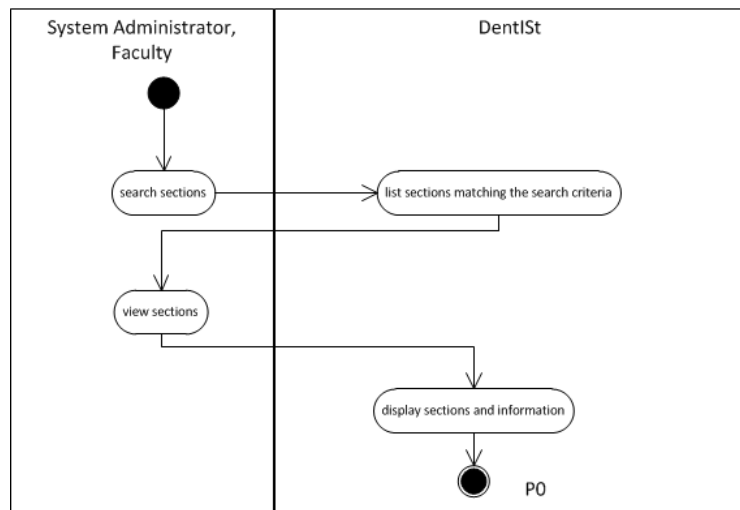 System Administrator,
Faculty
DentISt
search sections
list sections matching the search criteria
view sections
display sections and information
P0